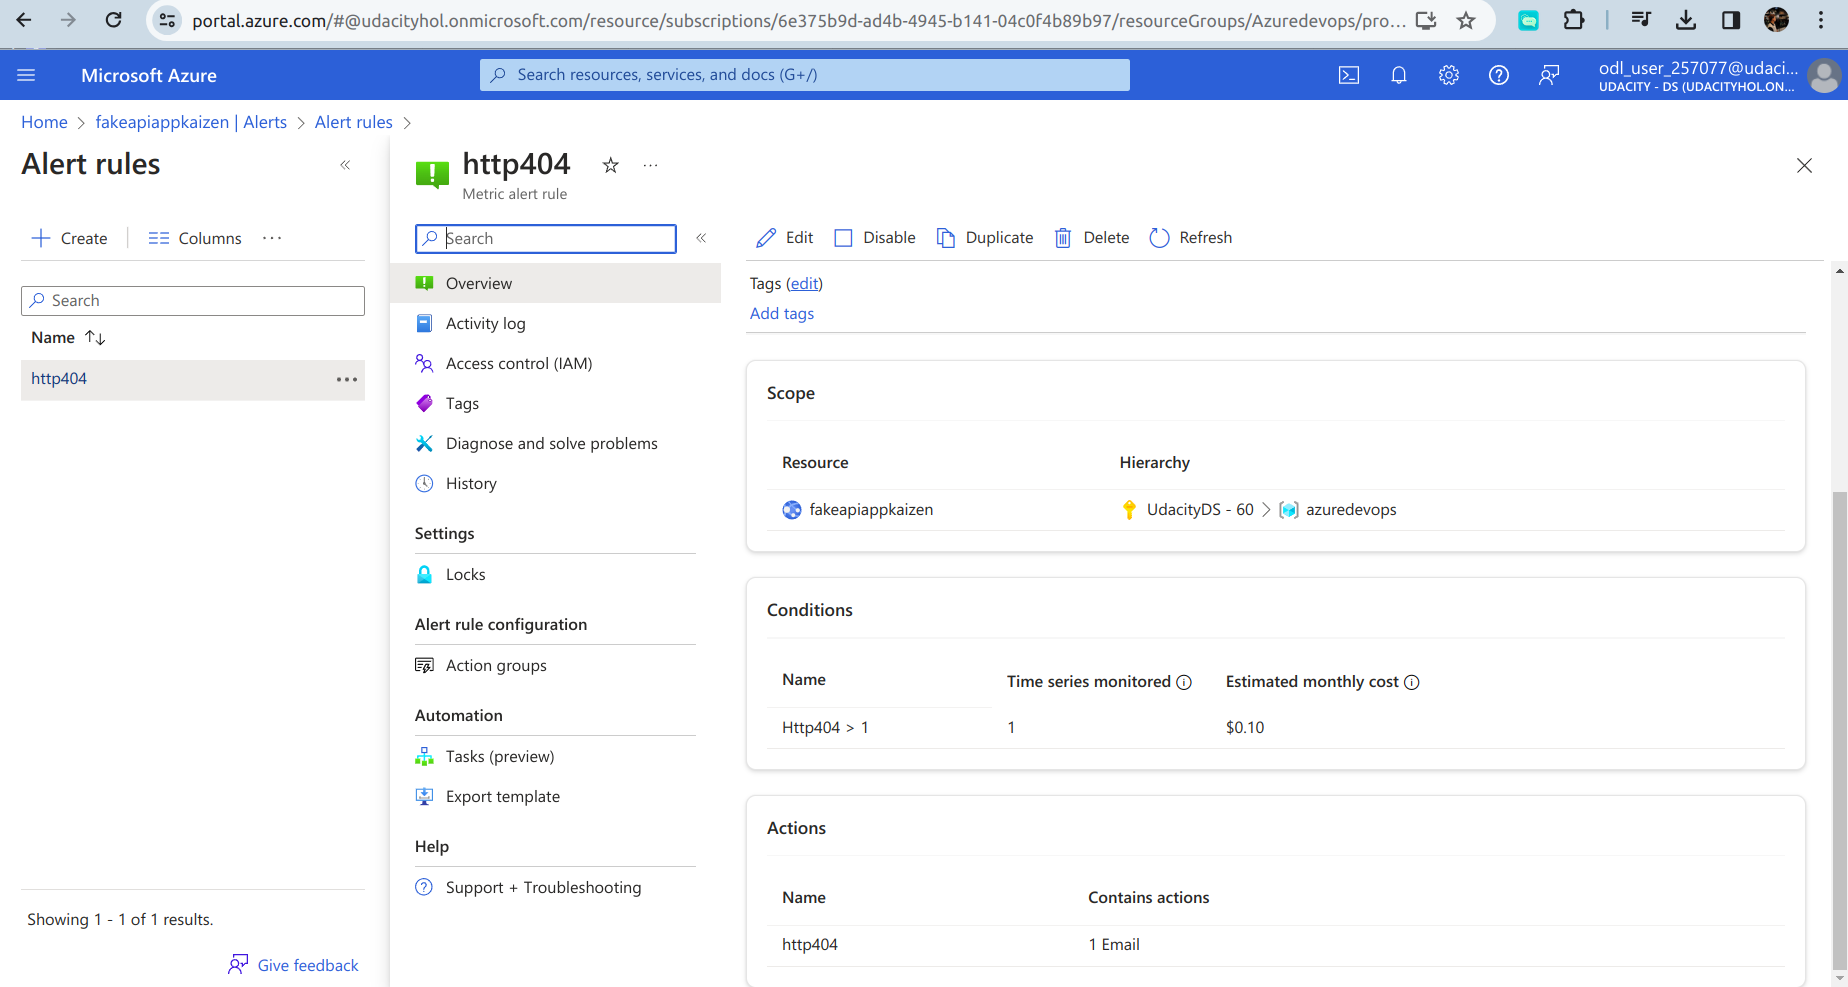 portal.azure.com/#@udacityhol.onmicrosoft.com/resource/subscriptions/6e375b9d-ad4b-4945-b141-04c0f4b89b97/resourceGroups/Azuredevops/pro...
Microsoft Azure
Search resources, services, and docs (G+/)
odl_user_257077@udaci...
UDACITY - DS (UDACITYHOL.ON...
Home > fakeapiappkaizen | Alerts > Alert rules >
Alert rules
Create
Columns
Search
Name
http404
Showing 1 - 1 of 1 results.
Give feedback
http404
Metric alert rule
Search
Overview
Activity log
Access control (IAM)
Tags
Diagnose and solve problems
History
Settings
Locks
Alert rule configuration
Action groups
Automation
Tasks (preview)
Export template
Help
Support + Troubleshooting
Edit
Disable
Duplicate
Delete
Refresh
Tags (edit)
Add tags
Scope
Resource
Hierarchy
fakeapiappkaizen
UdacityDS - 60 > azuredevops
Conditions
Name
Time series monitored
Estimated monthly cost
Http404 > 1
1
$0.10
Actions
Name
Contains actions
http404
1 Email